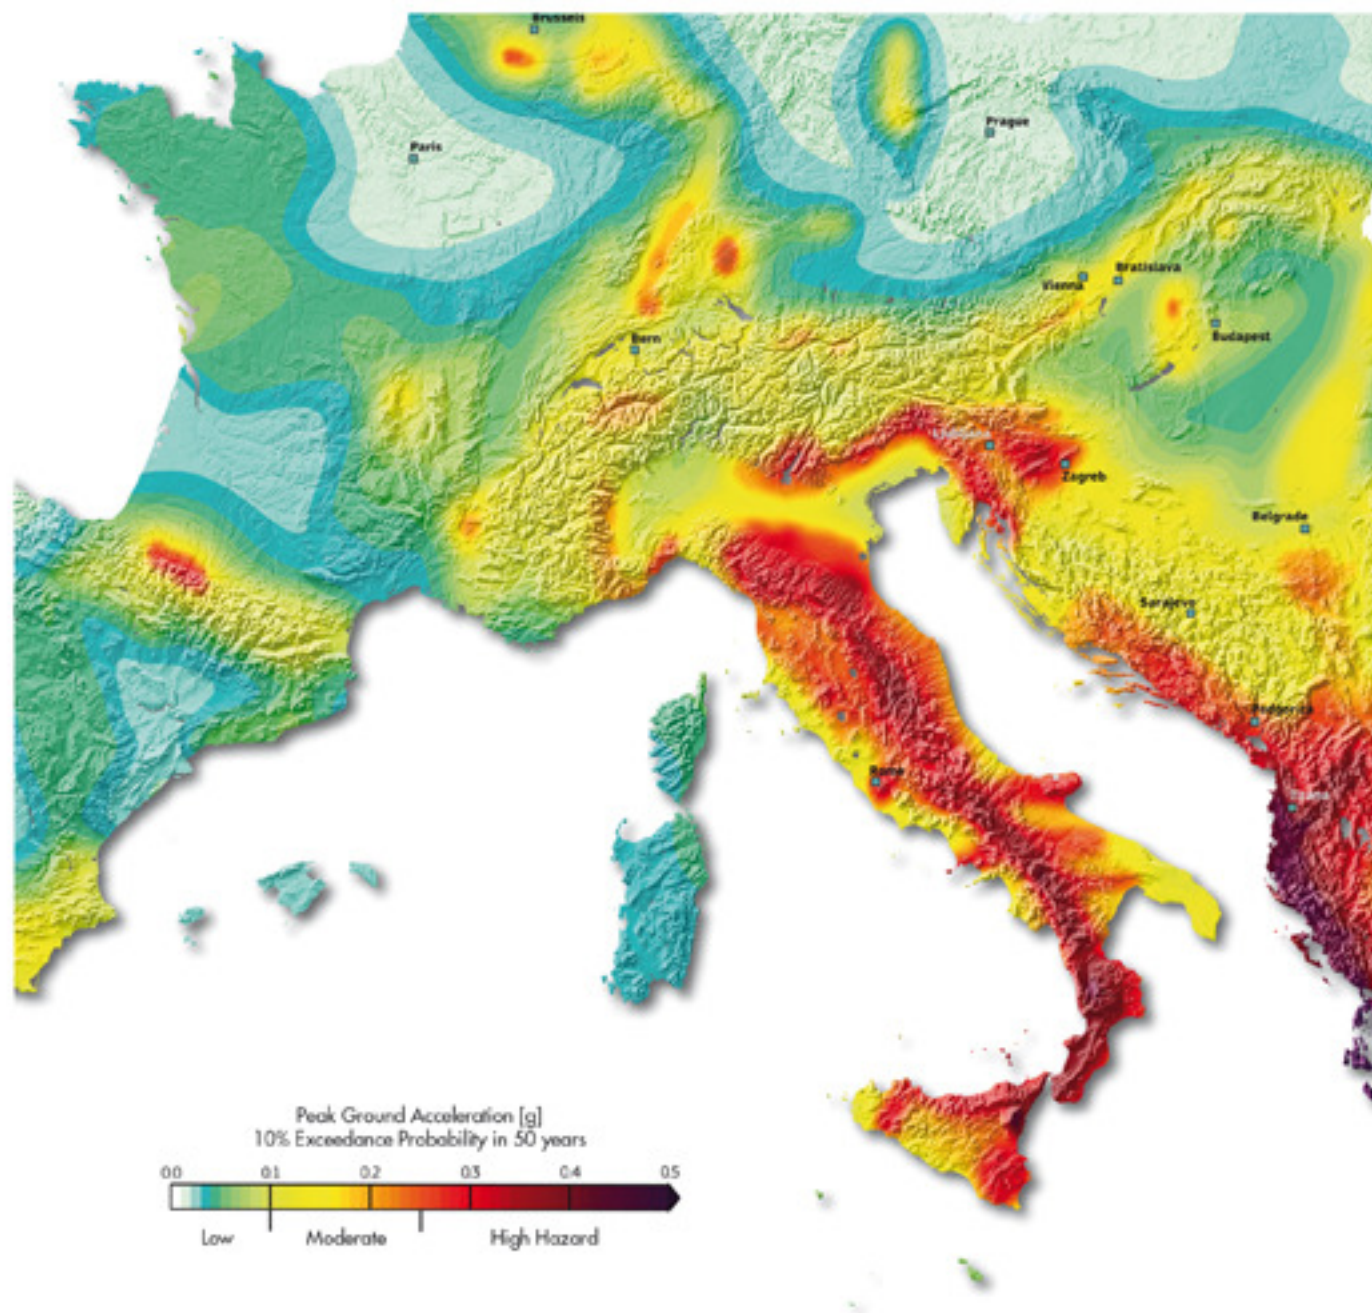 Brussels
Prague
Paris
Bratislava
Vienna
Budapest
Bern
Zagreb
Belgrade
Sarajevo
Podgorica
Rome
Peak Ground Acceleration [g]
10% Exceedance Probability in 50 years
0.0 0.1 0.2 0.3 0.4 0.5
Low Moderate High Hazard